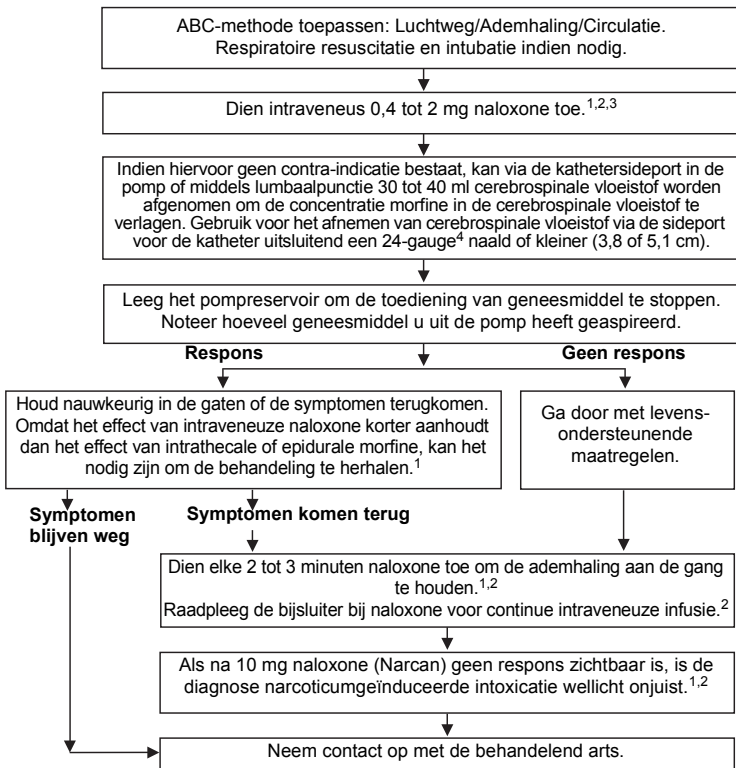 ABC-methode toepassen: Luchtweg/Ademhaling/Circulatie.
Respiratoire resuscitatie en intubatie indien nodig.
Dien intraveneus 0,4 tot 2 mg naloxone toe.1,2,3
Indien hiervoor geen contra-indicatie bestaat, kan via de kathetersideport in de
pomp of middels lumbaalpunctie 30 tot 40 ml cerebrospinale vloeistof worden
afgenomen om de concentratie morfine in de cerebrospinale vloeistof te
verlagen. Gebruik voor het afnemen van cerebrospinale vloeistof via de sideport
voor de katheter uitsluitend een 24-gauge4 naald of kleiner (3,8 of 5,1 cm).
Leeg het pompreservoir om de toediening van geneesmiddel te stoppen.
Noteer hoeveel geneesmiddel u uit de pomp heeft geaspireerd.
Respons
Geen respons
Houd nauwkeurig in de gaten of de symptomen terugkomen.
Omdat het effect van intraveneuze naloxone korter aanhoudt
dan het effect van intrathecale of epidurale morfine, kan het
nodig zijn om de behandeling te herhalen.1
Ga door met levens-
ondersteunende
maatregelen.
Symptomen
blijven weg
Symptomen komen terug
Dien elke 2 tot 3 minuten naloxone toe om de ademhaling aan de gang
te houden.1,2
Raadpleeg de bijsluiter bij naloxone voor continue intraveneuze infusie.2
Als na 10 mg naloxone (Narcan) geen respons zichtbaar is, is de
diagnose narcoticumgeïnduceerde intoxicatie wellicht onjuist.1,2
Neem contact op met de behandelend arts.